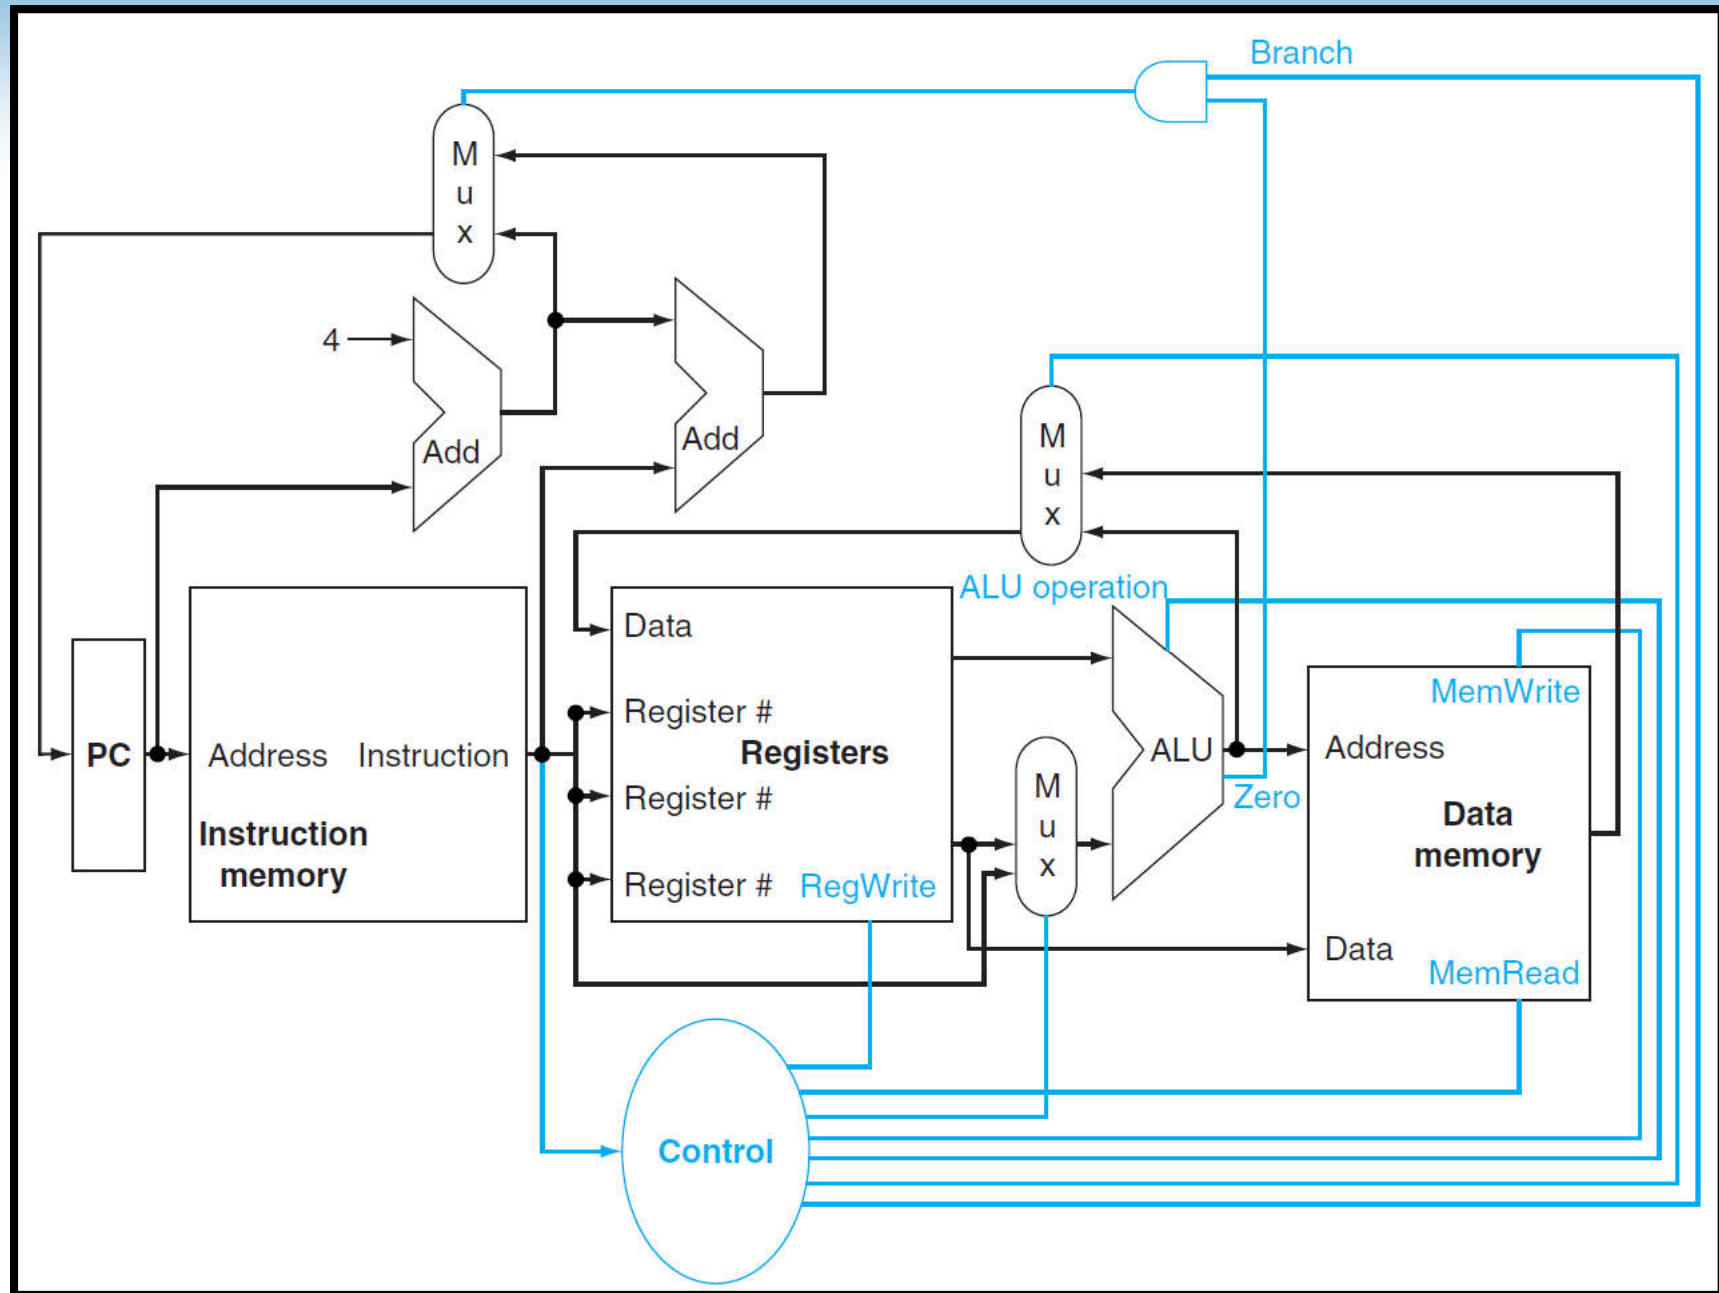 Branch
M
u
x
4
Add
Add
M
u
x
ALU operation
Data
MemWrite
Register #
PC
Address
Instruction
Registers
ALU
Address
M
u
x
Zero
Register #
Instruction
memory
Data
memory
Register #
RegWrite
Data
MemRead
Control